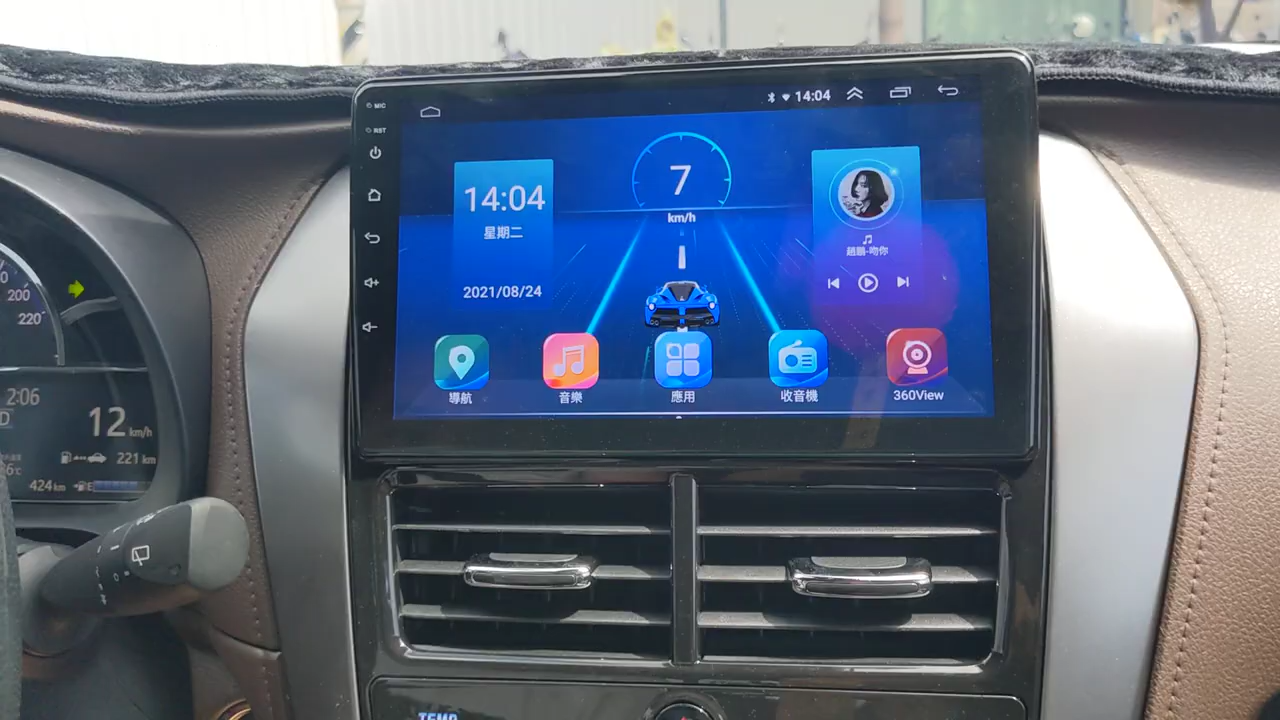 MIC
RST
14:04
14:04
星期二
2021/08/24
7
km/h
趙鵬-吻你
導航
音樂
應用
收音機
360View
200
220
2:06
D
12 km/h
221 km
424 km
E
TEMP